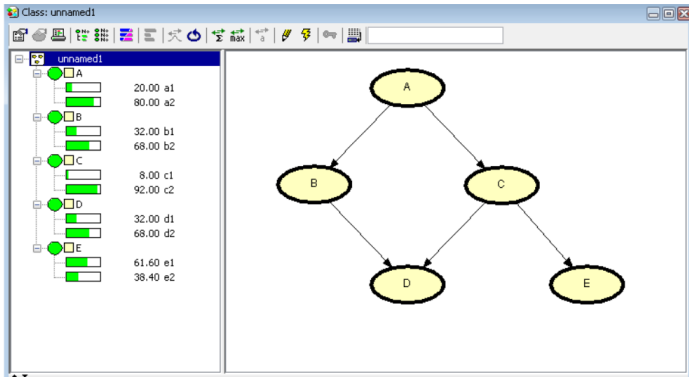 Class: unnamed1
Σ max a
unnamed1
A
20.00 a1
80.00 a2
B
32.00 b1
68.00 b2
C
8.00 c1
92.00 c2
D
32.00 d1
68.00 d2
E
61.60 e1
38.40 e2
A
B
C
D
E